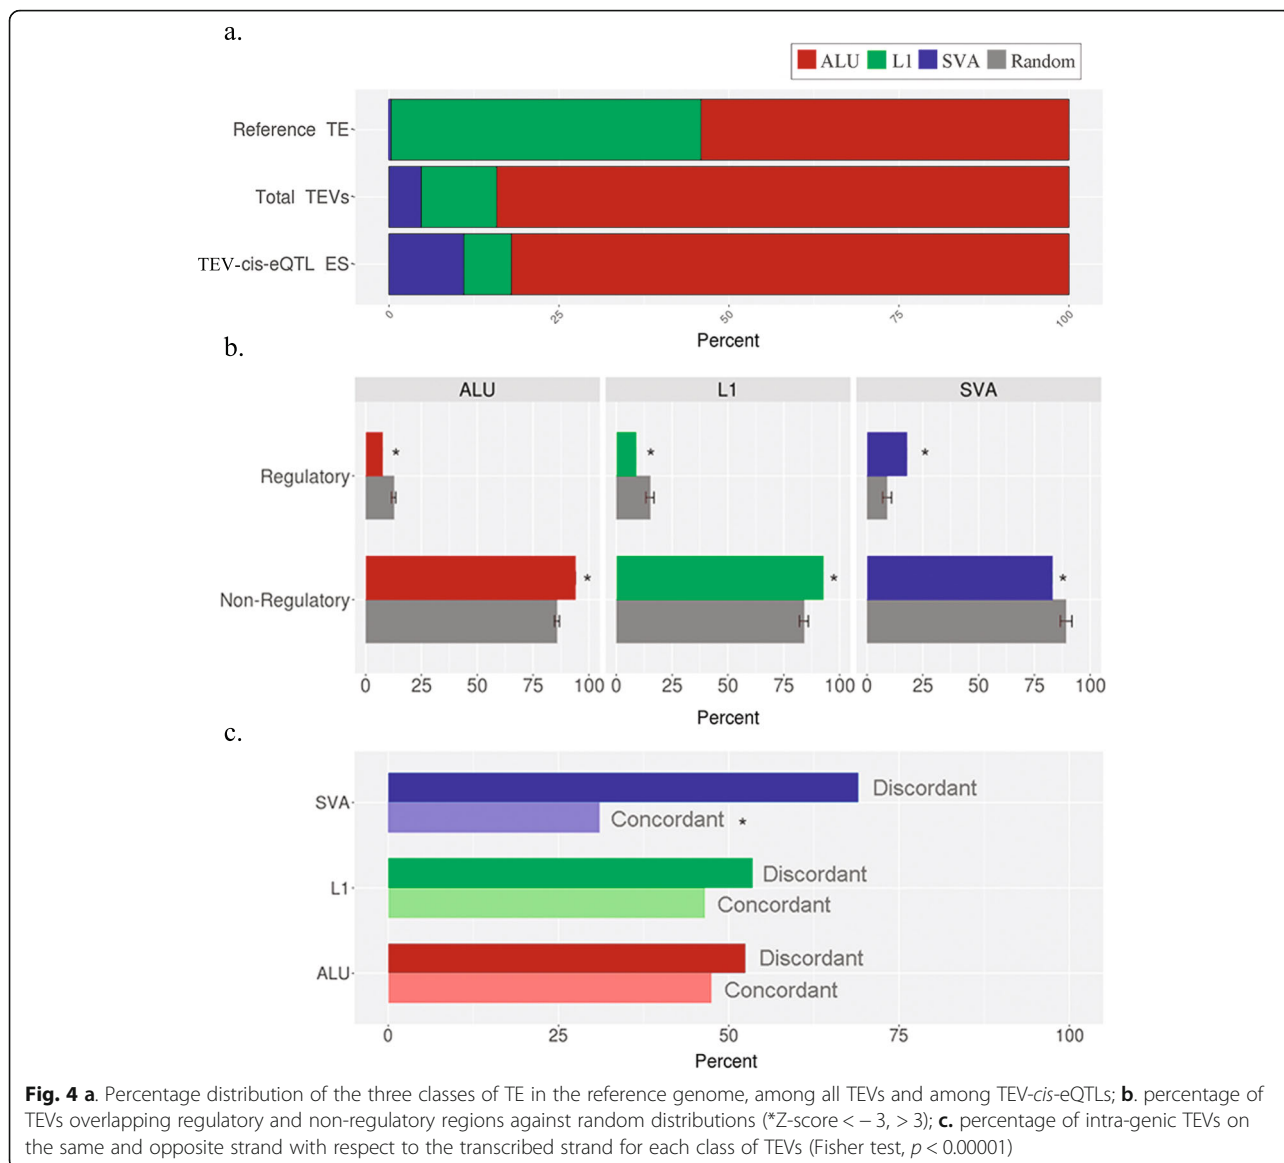 a.
ALU L1 SVA Random
Reference TE
Total TEVs
TEV-cis-eQTL ES
0 25 50 75 100
Percent
b.
ALU L1 SVA
*
*
*
Regulatory
*
*
*
Non-Regulatory
0 25 50 75 100 0 25 50 75 100 0 25 50 75 100
Percent
c.
Discordant
SVA
Concordant *
Discordant
L1
Concordant
Discordant
ALU
Concordant
0 25 50 75 100
Percent
Fig. 4 a. Percentage distribution of the three classes of TE in the reference genome, among all TEVs and among TEV-cis-eQTLs; b. percentage of
TEVs overlapping regulatory and non-regulatory regions against random distributions (*Z-score < − 3, > 3); c. percentage of intra-genic TEVs on
the same and opposite strand with respect to the transcribed strand for each class of TEVs (Fisher test, p < 0.00001)